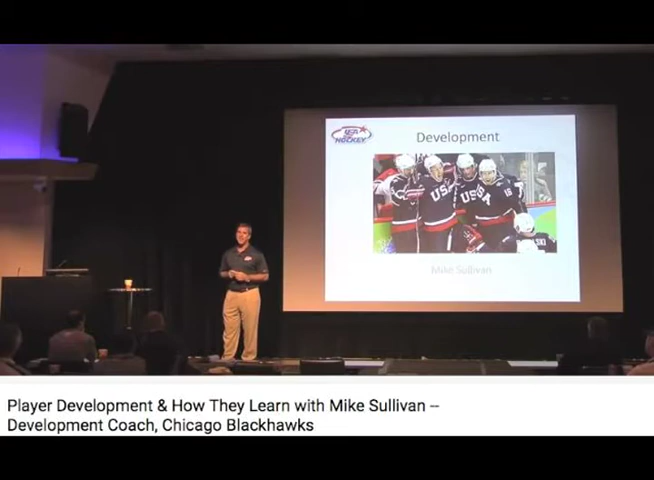 USA
HOCKEY
Development
USA
USA
16
Mike Sullivan
Player Development & How They Learn with Mike Sullivan --
Development Coach, Chicago Blackhawks